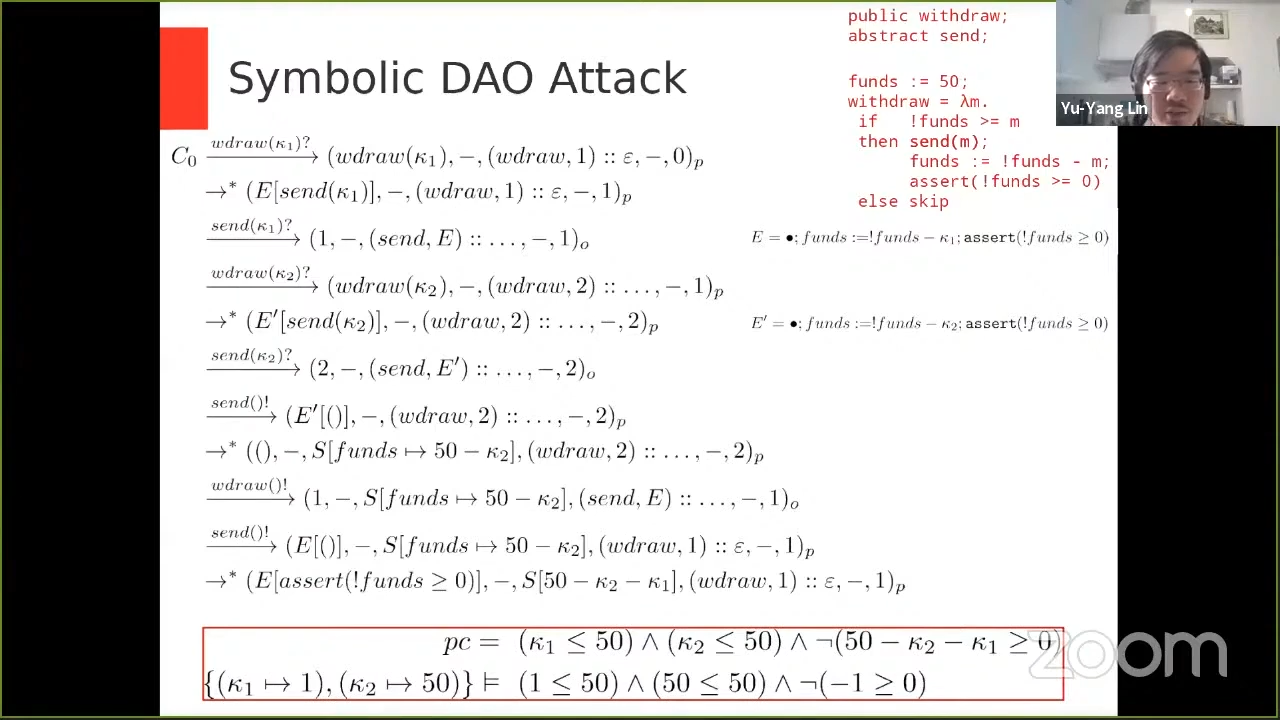 Symbolic DAO Attack
public withdraw;
abstract send;
funds := 50;
withdraw = λm.
if !funds >= m
then send(m);
funds := !funds - m;
assert(!funds >= 0)
else skip
Yu-Yang Lin
C₀ wdraw(κ₁)? (wdraw(κ₁), −, (wdraw, 1) :: ε, −, 0)ₚ
→* (E[send(κ₁)], −, (wdraw, 1) :: ε, −, 1)ₚ
send(κ₁)? (1, −, (send, E) :: …, −, 1)ₒ
E = •; funds :=!funds − κ₁; assert(!funds ≥ 0)
wdraw(κ₂)? (wdraw(κ₂), −, (wdraw, 2) :: …, −, 1)ₚ
→* (E′[send(κ₂)], −, (wdraw, 2) :: …, −, 2)ₚ
E′ = •; funds :=!funds − κ₂; assert(!funds ≥ 0)
send(κ₂)? (2, −, (send, E′) :: …, −, 2)ₒ
send()! (E′[()], −, (wdraw, 2) :: …, −, 2)ₚ
→* ((), −, S[funds ↦ 50 − κ₂], (wdraw, 2) :: …, −, 2)ₚ
wdraw()! (1, −, S[funds ↦ 50 − κ₂], (send, E) :: …, −, 1)ₒ
send()! (E[()], −, S[funds ↦ 50 − κ₂], (wdraw, 1) :: ε, −, 1)ₚ
→* (E[assert(!funds ≥ 0)], −, S[50 − κ₂ − κ₁], (wdraw, 1) :: ε, −, 1)ₚ
pc = (κ₁ ≤ 50) ∧ (κ₂ ≤ 50) ∧ ¬(50 − κ₂ − κ₁ ≥ 0)
{(κ₁ ↦ 1), (κ₂ ↦ 50)} ⊨ (1 ≤ 50) ∧ (50 ≤ 50) ∧ ¬(−1 ≥ 0)
zoom